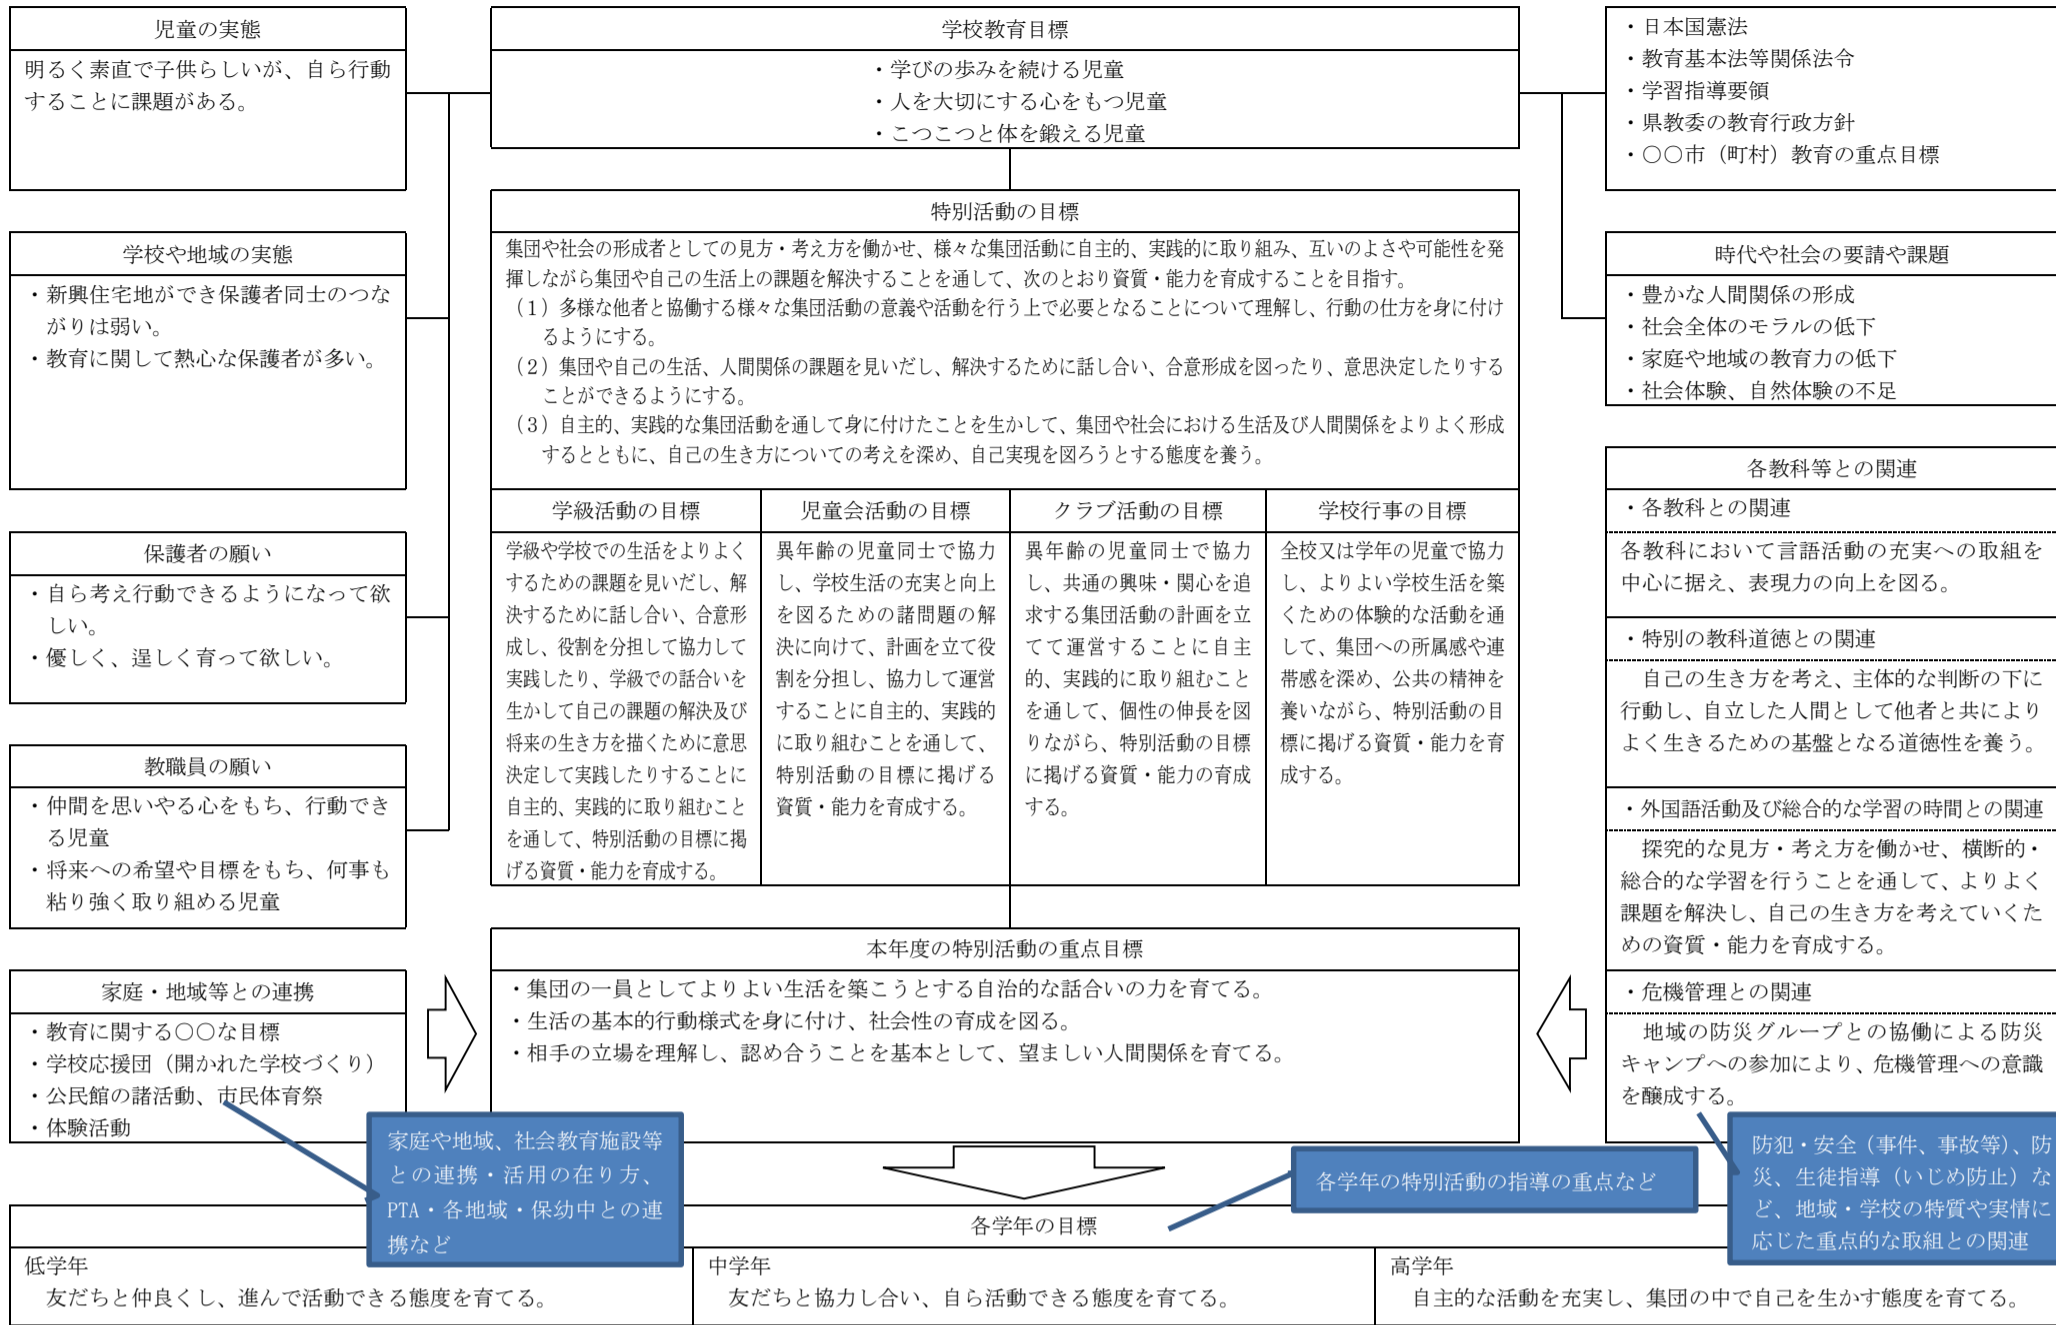 児童の実態
明るく素直で子供らしいが、自ら行動
することに課題がある。
学校や地域の実態
・新興住宅地ができ保護者同士のつな
がりは弱い。
・教育に関して熱心な保護者が多い。
保護者の願い
・自ら考え行動できるようになって欲
しい。
・優しく、逞しく育って欲しい。
教職員の願い
・仲間を思いやる心をもち、行動でき
る児童
・将来への希望や目標をもち、何事も
粘り強く取り組める児童
家庭・地域等との連携
・教育に関する〇〇な目標
・学校応援団（開かれた学校づくり）
・公民館の諸活動、市民体育祭
・体験活動
家庭や地域、社会教育施設等
との連携・活用の在り方、
PTA・各地域・保幼中との連
携など
学校教育目標
・学びの歩みを続ける児童
・人を大切にする心をもつ児童
・こつこつと体を鍛える児童
特別活動の目標
集団や社会の形成者としての見方・考え方を働かせ、様々な集団活動に自主的、実践的に取り組み、互いのよさや可能性を発
揮しながら集団や自己の生活上の課題を解決することを通して、次のとおり資質・能力を育成することを目指す。
（1）多様な他者と協働する様々な集団活動の意義や活動を行う上で必要となることについて理解し、行動の仕方を身に付け
るようにする。
（2）集団や自己の生活、人間関係の課題を見いだし、解決するために話し合い、合意形成を図ったり、意思決定したりする
ことができるようにする。
（3）自主的、実践的な集団活動を通して身に付けたことを生かして、集団や社会における生活及び人間関係をよりよく形成
するとともに、自己の生き方についての考えを深め、自己実現を図ろうとする態度を養う。
学級活動の目標
学級や学校での生活をよりよく
するための課題を見いだし、解
決するために話し合い、合意形
成し、役割を分担して協力して
実践したり、学級での話合いを
生かして自己の課題の解決及び
将来の生き方を描くために意思
決定して実践したりすることに
自主的、実践的に取り組むこと
を通して、特別活動の目標に掲
げる資質・能力を育成する。
児童会活動の目標
異年齢の児童同士で協力
し、学校生活の充実と向上
を図るための諸問題の解
決に向けて、計画を立て役
割を分担し、協力して運営
することに自主的、実践的
に取り組むことを通して、
特別活動の目標に掲げる
資質・能力を育成する。
クラブ活動の目標
異年齢の児童同士で協力
し、共通の興味・関心を追
求する集団活動の計画を立
てて運営することに自主
的、実践的に取り組むこと
を通して、個性の伸長を図
りながら、特別活動の目標
に掲げる資質・能力の育成
する。
学校行事の目標
全校又は学年の児童で協力
し、よりよい学校生活を築
くための体験的な活動を通
して、集団への所属感や連
帯感を深め、公共の精神を
養いながら、特別活動の目
標に掲げる資質・能力を育
成する。
本年度の特別活動の重点目標
・集団の一員としてよりよい生活を築こうとする自治的な話合いの力を育てる。
・生活の基本的行動様式を身に付け、社会性の育成を図る。
・相手の立場を理解し、認め合うことを基本として、望ましい人間関係を育てる。
・日本国憲法
・教育基本法等関係法令
・学習指導要領
・県教委の教育行政方針
・〇〇市（町村）教育の重点目標
時代や社会の要請や課題
・豊かな人間関係の形成
・社会全体のモラルの低下
・家庭や地域の教育力の低下
・社会体験、自然体験の不足
各教科等との関連
・各教科との関連
各教科において言語活動の充実への取組を
中心に据え、表現力の向上を図る。
・特別の教科道徳との関連
自己の生き方を考え、主体的な判断の下に
行動し、自立した人間として他者と共により
よく生きるための基盤となる道徳性を養う。
・外国語活動及び総合的な学習の時間との関連
探究的な見方・考え方を働かせ、横断的・
総合的な学習を行うことを通して、よりよく
課題を解決し、自己の生き方を考えていくた
めの資質・能力を育成する。
・危機管理との関連
地域の防災グループとの協働による防災
キャンプへの参加により、危機管理への意識
を醸成する。
防犯・安全（事件、事故等）、防
災、生徒指導（いじめ防止）な
ど、地域・学校の特質や実情に
応じた重点的な取組との関連
各学年の特別活動の指導の重点など
各学年の目標
低学年
友だちと仲良くし、進んで活動できる態度を育てる。
中学年
友だちと協力し合い、自ら活動できる態度を育てる。
高学年
自主的な活動を充実し、集団の中で自己を生かす態度を育てる。